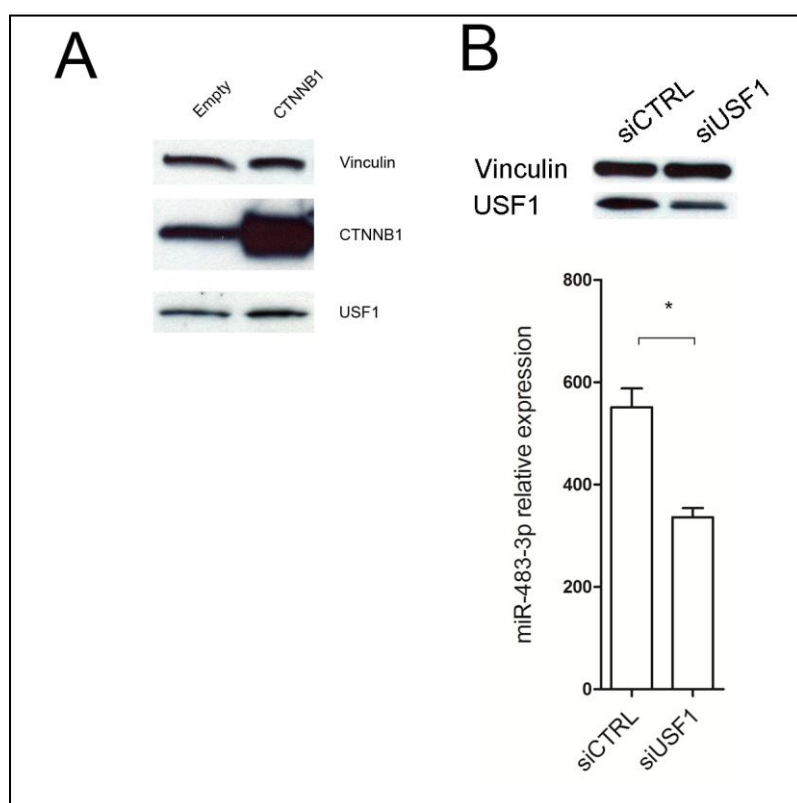 A
Empty CTNNB1
Vinculin
CTNNB1
USF1
B
siCTRL siUSF1
Vinculin
USF1
800
*
600
400
200
0
miR-483-3p relative expression
siCTRL siUSF1